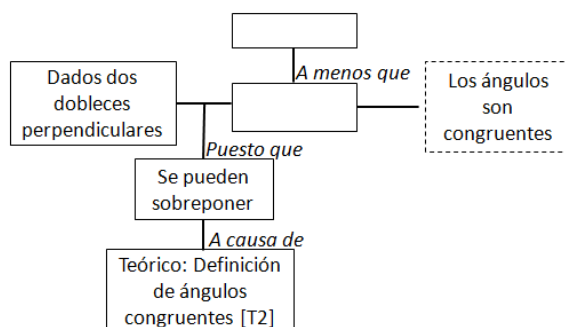 A menos que
Dados dos
dobleces
perpendiculares
Los ángulos
son
congruentes
Puesto que
Se pueden
sobreponer
A causa de
Teórico: Definición
de ángulos
congruentes [T2]